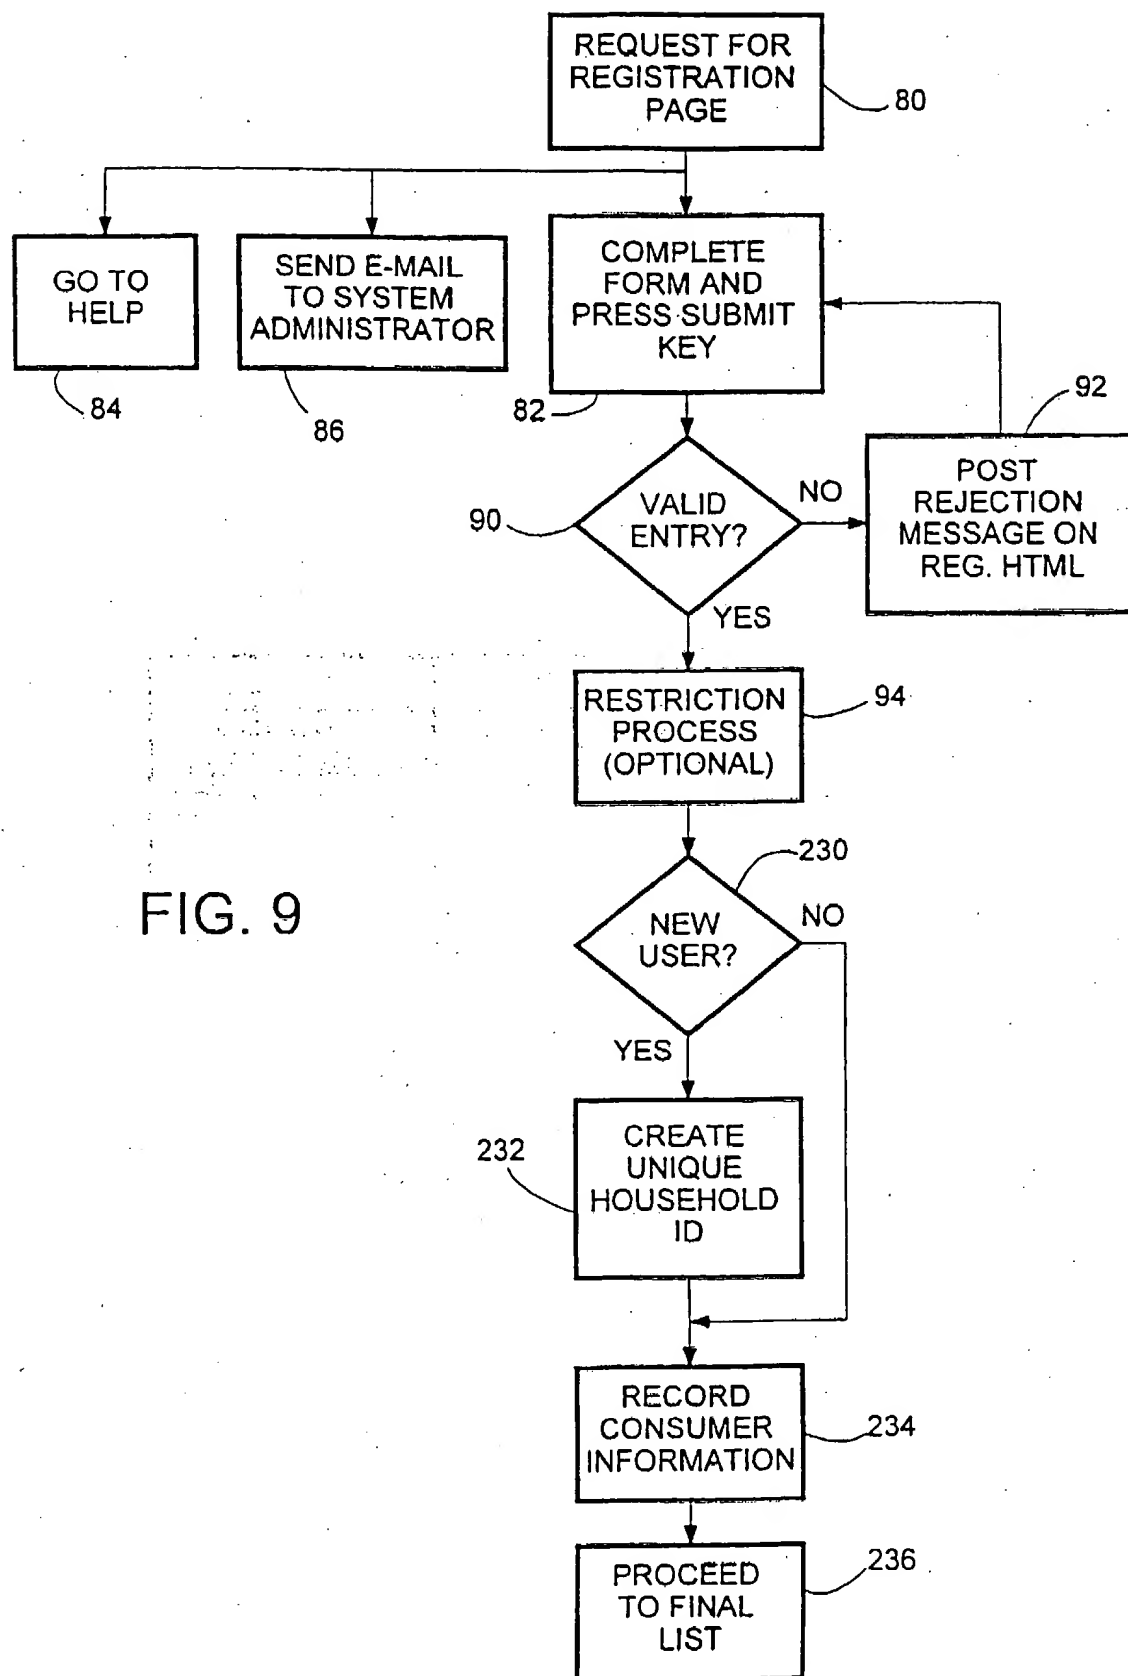 REQUEST FOR
REGISTRATION
PAGE
80
GO TO
HELP
84
SEND E-MAIL
TO SYSTEM
ADMINISTRATOR
86
COMPLETE
FORM AND
PRESS SUBMIT
KEY
82
92
POST
REJECTION
MESSAGE ON
REG. HTML
90
VALID
ENTRY?
NO
YES
RESTRICTION
PROCESS
(OPTIONAL)
94
FIG. 9
230
NEW
USER?
NO
YES
232
CREATE
UNIQUE
HOUSEHOLD
ID
RECORD
CONSUMER
INFORMATION
234
PROCEED
TO FINAL
LIST
236